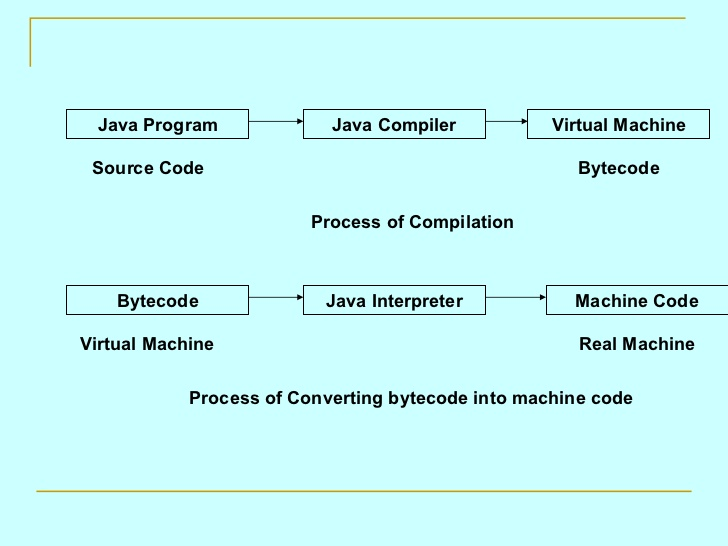 Java Program
Java Compiler
Virtual Machine
Source Code
Bytecode
Process of Compilation
Bytecode
Java Interpreter
Machine Code
Virtual Machine
Real Machine
Process of Converting bytecode into machine code